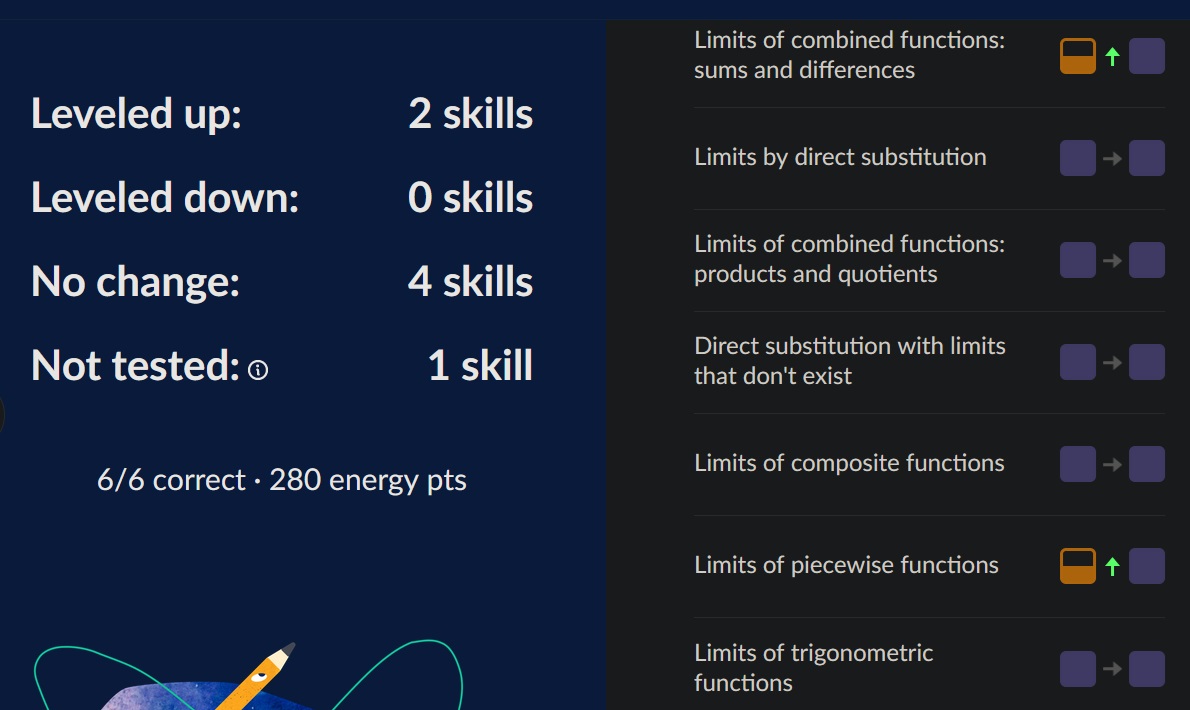 Leveled up: 2 skills
Leveled down: 0 skills
No change: 4 skills
Not tested: 1 skill
6/6 correct · 280 energy pts
Limits of combined functions:
sums and differences
Limits by direct substitution
Limits of combined functions:
products and quotients
Direct substitution with limits
that don't exist
Limits of composite functions
Limits of piecewise functions
Limits of trigonometric
functions